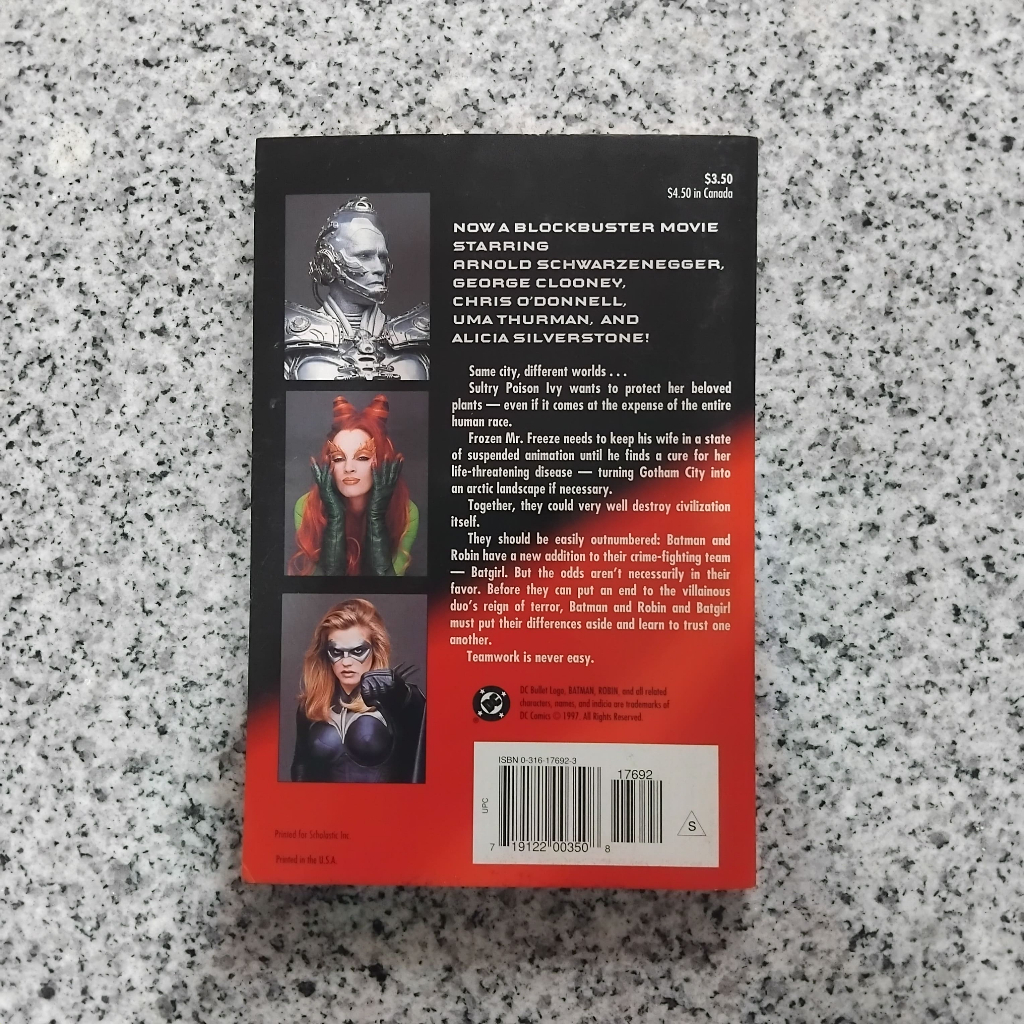 $3.50
$4.50 in Canada
NOW A BLOCKBUSTER MOVIE
STARRING
ARNOLD SCHWARZENEGGER,
GEORGE CLOONEY,
CHRIS O'DONNELL,
UMA THURMAN, AND
ALICIA SILVERSTONE!
Same city, different worlds . . .
Sultry Poison Ivy wants to protect her beloved
plants — even if it comes at the expense of the entire
human race.
Frozen Mr. Freeze needs to keep his wife in a state
of suspended animation until he finds a cure for her
life-threatening disease — turning Gotham City into
an arctic landscape if necessary.
Together, they could very well destroy civilization
itself.
They should be easily outnumbered: Batman and
Robin have a new addition to their crime-fighting team
— Batgirl. But the odds aren't necessarily in their
favor. Before they can put an end to the villainous
duo's reign of terror, Batman and Robin and Batgirl
must put their differences aside and learn to trust one
another.
Teamwork is never easy.
DC Bullet Logo, BATMAN, ROBIN, and all related
characters, names, and indicia are trademarks of
DC Comics © 1997. All Rights Reserved.
ISBN 0-316-17692-3
17692
UPC
S
7 19122 00350 8
Printed for Scholastic Inc.
Printed in the U.S.A.